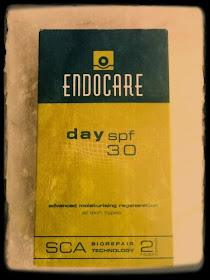 ENDOCARE
day spf
30
advanced moisturising regeneration
all skin types
SCA BIOREPAIR
TECHNOLOGY 2